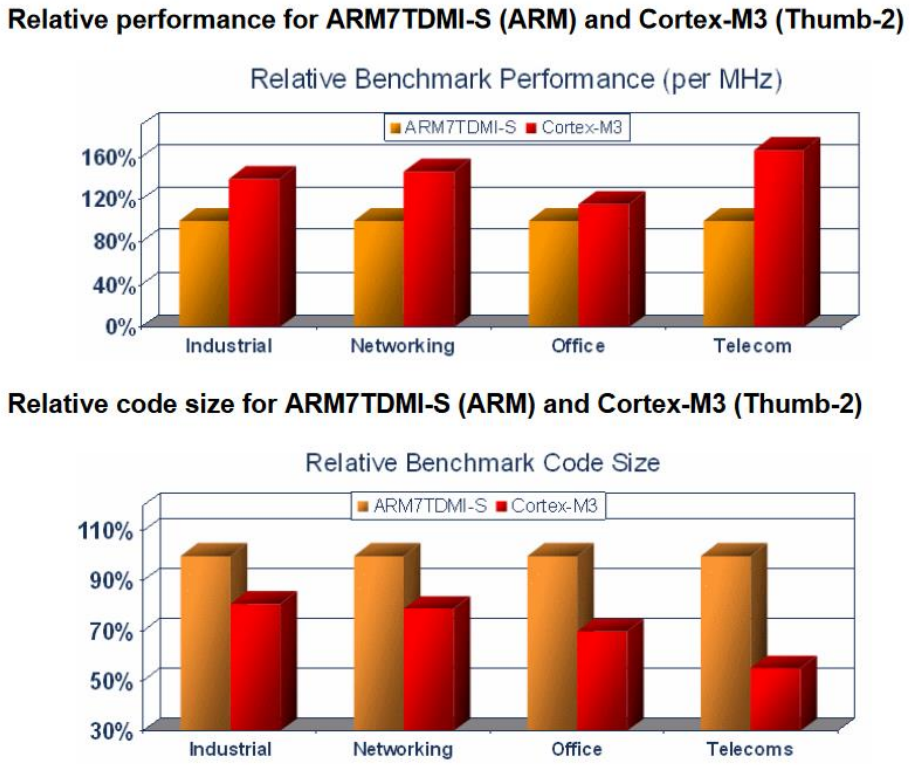 Relative performance for ARM7TDMI-S (ARM) and Cortex-M3 (Thumb-2)
Relative Benchmark Performance (per MHz)
ARM7TDMI-S Cortex-M3
160%
120%
80%
40%
0%
Industrial Networking Office Telecom
Relative code size for ARM7TDMI-S (ARM) and Cortex-M3 (Thumb-2)
Relative Benchmark Code Size
ARM7TDMI-S Cortex-M3
110%
90%
70%
50%
30%
Industrial Networking Office Telecoms